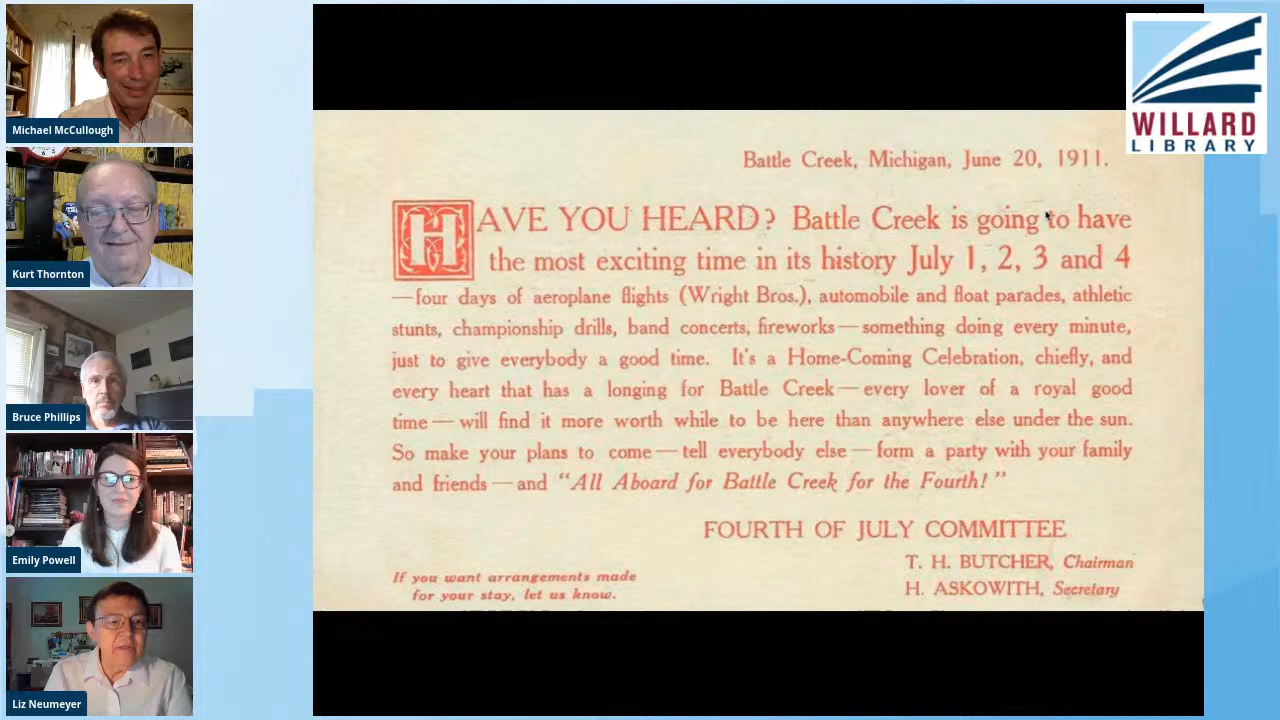 Michael McCullough
Kurt Thornton
Bruce Phillips
Emily Powell
Liz Neumeyer
WILLARD
LIBRARY
Battle Creek, Michigan, June 20, 1911.
HAVE YOU HEARD? Battle Creek is going to have
the most exciting time in its history July 1, 2, 3 and 4
—four days of aeroplane flights (Wright Bros.), automobile and float parades, athletic
stunts, championship drills, band concerts, fireworks—something doing every minute,
just to give everybody a good time. It's a Home-Coming Celebration, chiefly, and
every heart that has a longing for Battle Creek—every lover of a royal good
time—will find it more worth while to be here than anywhere else under the sun.
So make your plans to come—tell everybody else—form a party with your family
and friends—and "All Aboard for Battle Creek for the Fourth!"
FOURTH OF JULY COMMITTEE
T. H. BUTCHER, Chairman
H. ASKOWITH, Secretary
If you want arrangements made
for your stay, let us know.